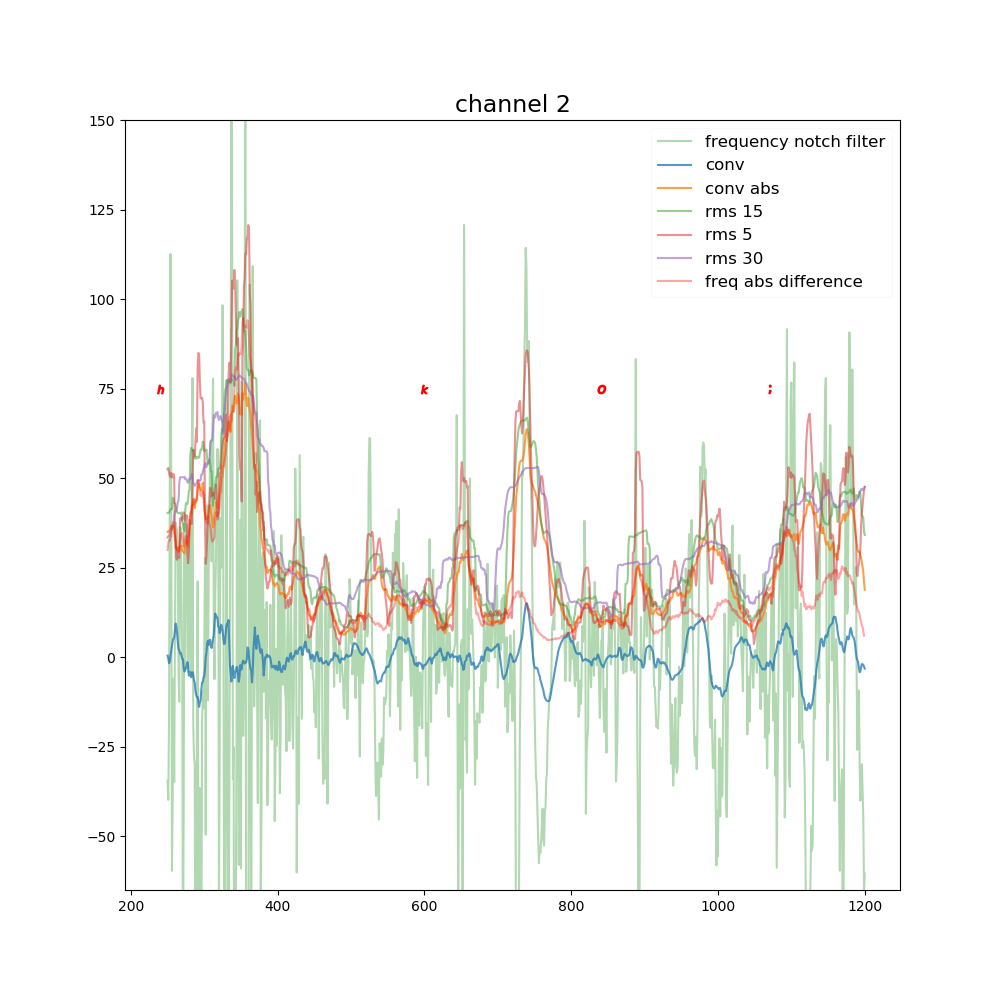 channel 2
150
125
100
75
50
25
0
−25
−50
frequency notch filter
conv
conv abs
rms 15
rms 5
rms 30
freq abs difference
h k o ;
200 400 600 800 1000 1200